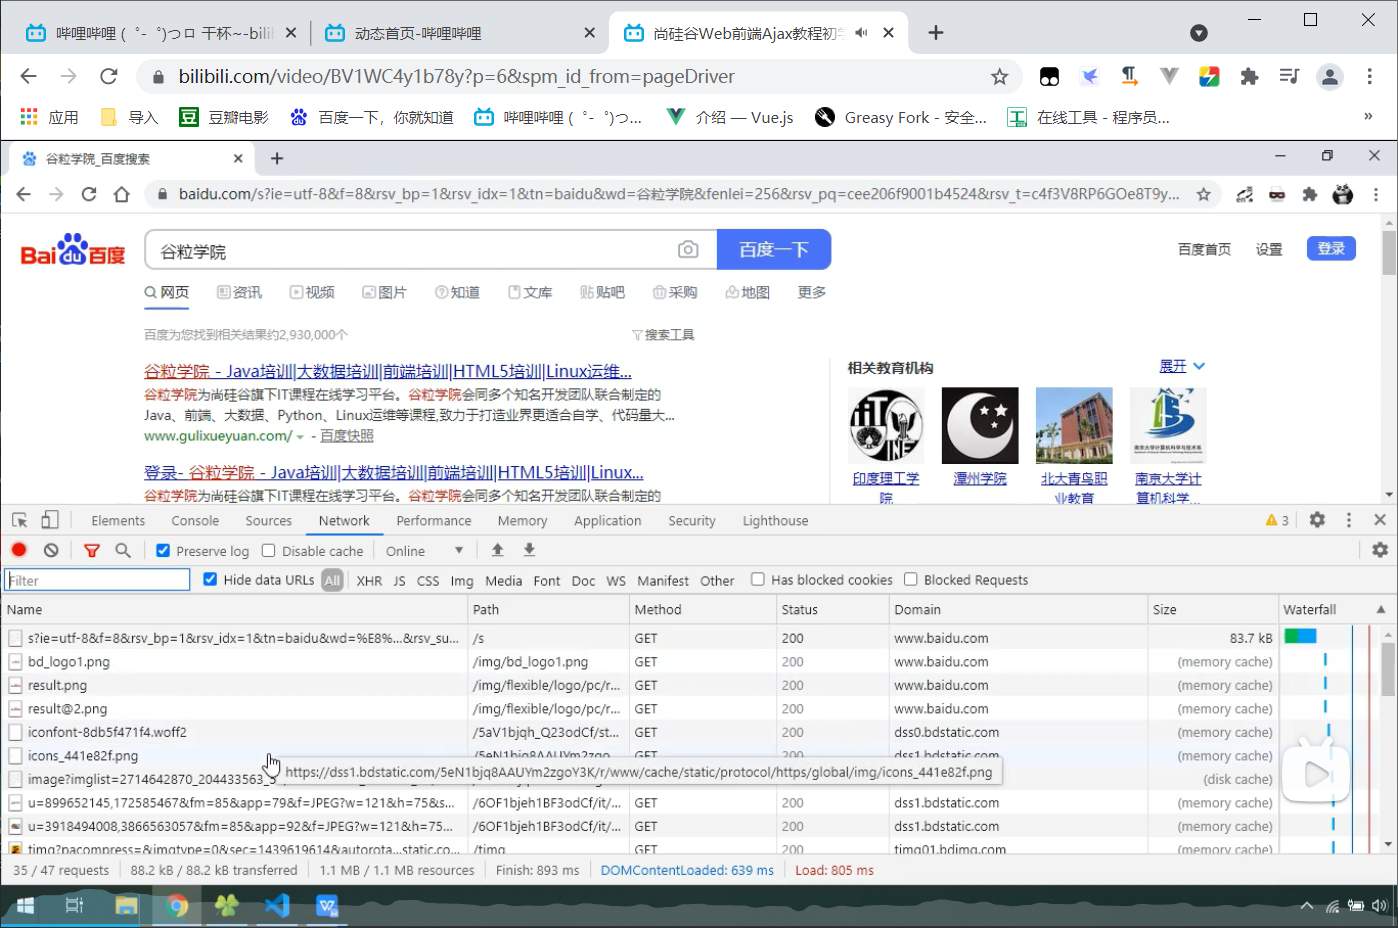 哔哩哔哩 (゜-゜)つロ 干杯~-bili
动态首页-哔哩哔哩
尚硅谷Web前端Ajax教程初学
bilibili.com/video/BV1WC4y1b78y?p=6&spm_id_from=pageDriver
应用
导入
豆 豆瓣电影
百度一下，你就知道
哔哩哔哩 (゜-゜)つ...
介绍 — Vue.js
Greasy Fork - 安全...
在线工具 - 程序员...
»
谷粒学院_百度搜索
baidu.com/s?ie=utf-8&f=8&rsv_bp=1&rsv_idx=1&tn=baidu&wd=谷粒学院&fenlei=256&rsv_pq=cee206f9001b4524&rsv_t=c4f3V8RP6GOe8T9y...
Bai du 百度
谷粒学院
百度一下
百度首页
设置
登录
网页
资讯
视频
图片
知道
文库
贴吧
采购
地图
更多
百度为您找到相关结果约2,930,000个
搜索工具
谷粒学院 - Java培训|大数据培训|前端培训|HTML5培训|Linux运维...
谷粒学院为尚硅谷旗下IT课程在线学习平台。谷粒学院会同多个知名开发团队联合制定的
Java、前端、大数据、Python、Linux运维等课程,致力于打造业界更适合自学、代码量大...
www.gulixueyuan.com/ - 百度快照
登录- 谷粒学院 - Java培训|大数据培训|前端培训|HTML5培训|Linux...
谷粒学院为尚硅谷旗下IT课程在线学习平台。谷粒学院会同多个知名开发团队联合制定的
相关教育机构
展开
印度理工学院
潭州学院
北大青鸟职业教育
南京大学计算机科学...
Elements
Console
Sources
Network
Performance
Memory
Application
Security
Lighthouse
3
Preserve log
Disable cache
Online
Filter
Hide data URLs
All
XHR
JS
CSS
Img
Media
Font
Doc
WS
Manifest
Other
Has blocked cookies
Blocked Requests
Name Path Method Status Domain Size Waterfall
s?ie=utf-8&f=8&rsv_bp=1&rsv_idx=1&tn=baidu&wd=%E8%...&rsv_su... /s GET 200 www.baidu.com 83.7 kB
bd_logo1.png /img/bd_logo1.png GET 200 www.baidu.com (memory cache)
result.png /img/flexible/logo/pc/r... GET 200 www.baidu.com (memory cache)
result@2.png /img/flexible/logo/pc/r... GET 200 www.baidu.com (memory cache)
iconfont-8db5f471f4.woff2 /5aV1bjqh_Q23odCf/st... GET 200 dss0.bdstatic.com (memory cache)
icons_441e82f.png /5eN1bjq8AAUYm2zgo... GET 200 dss1.bdstatic.com (memory cache)
https://dss1.bdstatic.com/5eN1bjq8AAUYm2zgoY3K/r/www/cache/static/protocol/https/global/img/icons_441e82f.png
image?imglist=2714642870_204433563_5 (disk cache)
u=899652145,172585467&fm=85&app=79&f=JPEG?w=121&h=75&s... /6OF1bjeh1BF3odCf/it/... GET 200 dss1.bdstatic.com (memory cache)
u=3918494008,3866563057&fm=85&app=92&f=JPEG?w=121&h=75... /6OF1bjeh1BF3odCf/it/... GET 200 dss1.bdstatic.com (memory cache)
timg?pacompress=&imgtype=0&sec=1439619614&autorota...static.co... /timg GET 200 timg01.bdimg.com (memory cache)
35 / 47 requests
88.2 kB / 88.2 kB transferred
1.1 MB / 1.1 MB resources
Finish: 893 ms
DOMContentLoaded: 639 ms
Load: 805 ms